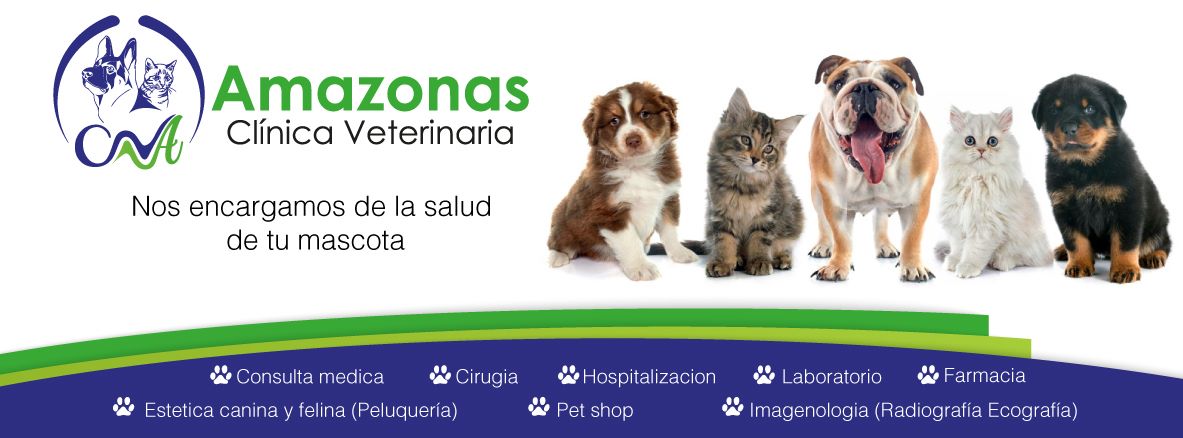 CVA
Amazonas
Clínica Veterinaria
Nos encargamos de la salud
de tu mascota
Consulta medica
Cirugia
Hospitalizacion
Laboratorio
Farmacia
Estetica canina y felina (Peluquería)
Pet shop
Imagenologia (Radiografía Ecografía)